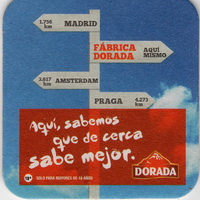 1.756 km
MADRID
FÁBRICA DORADA
AQUÍ MISMO
3.617 km
AMSTERDAM
PRAGA
4.273 km
Aquí, sabemos
que de cerca
sabe mejor.
DORADA
18+
SOLO PARA MAYORES DE 18 AÑOS